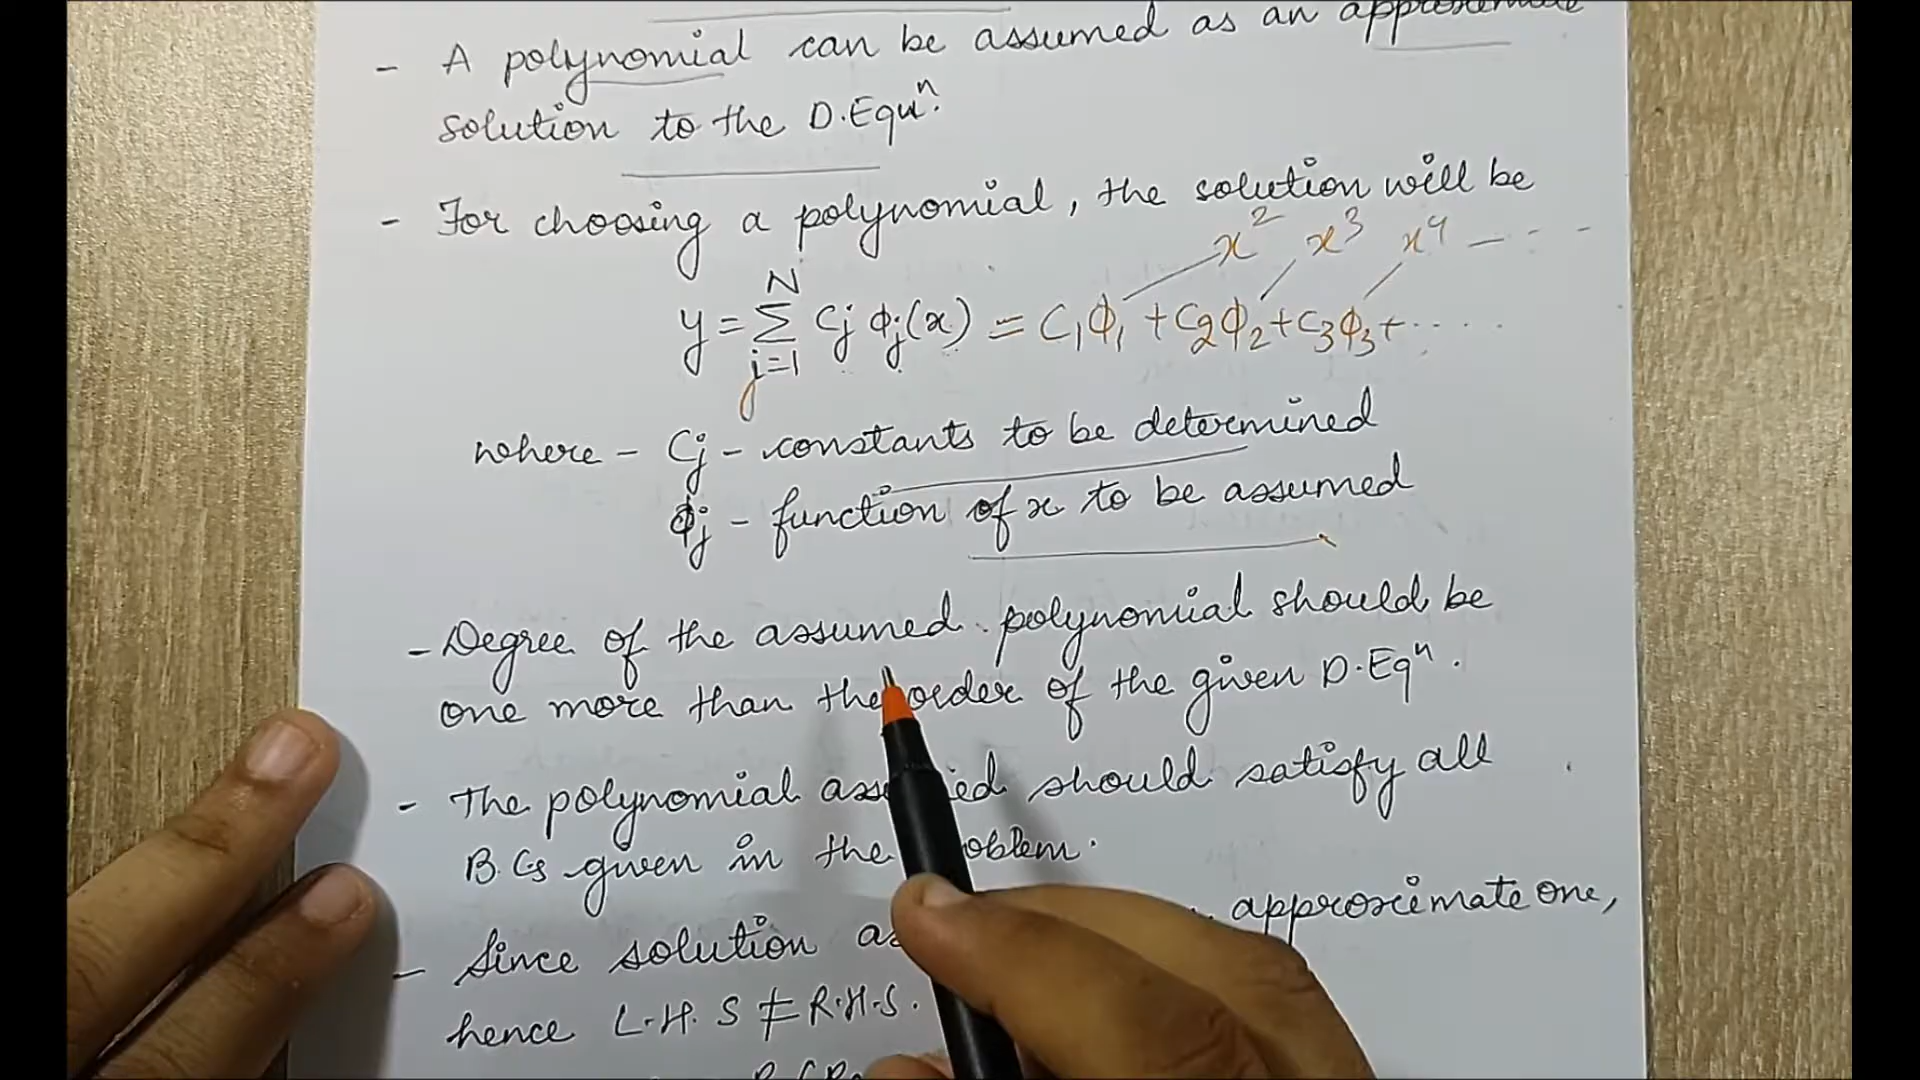 - A polynomial can be assumed as an approximate
solution to the D.Equⁿ.
- For choosing a polynomial, the solution will be
x² x³ x⁴ - - - -
N
y = Σ Cj ϕj(x) = C₁ϕ₁ + C₂ϕ₂ + C₃ϕ₃ + ....
j=1
where - Cj - constants to be determined
ϕj - function of x to be assumed
- Degree of the assumed polynomial should be
one more than the order of the given D.Eqⁿ.
- The polynomial should satisfy all
B.Cs given in the
- Since solution approximate one,
hence L.H.S ≠ R.H.S.